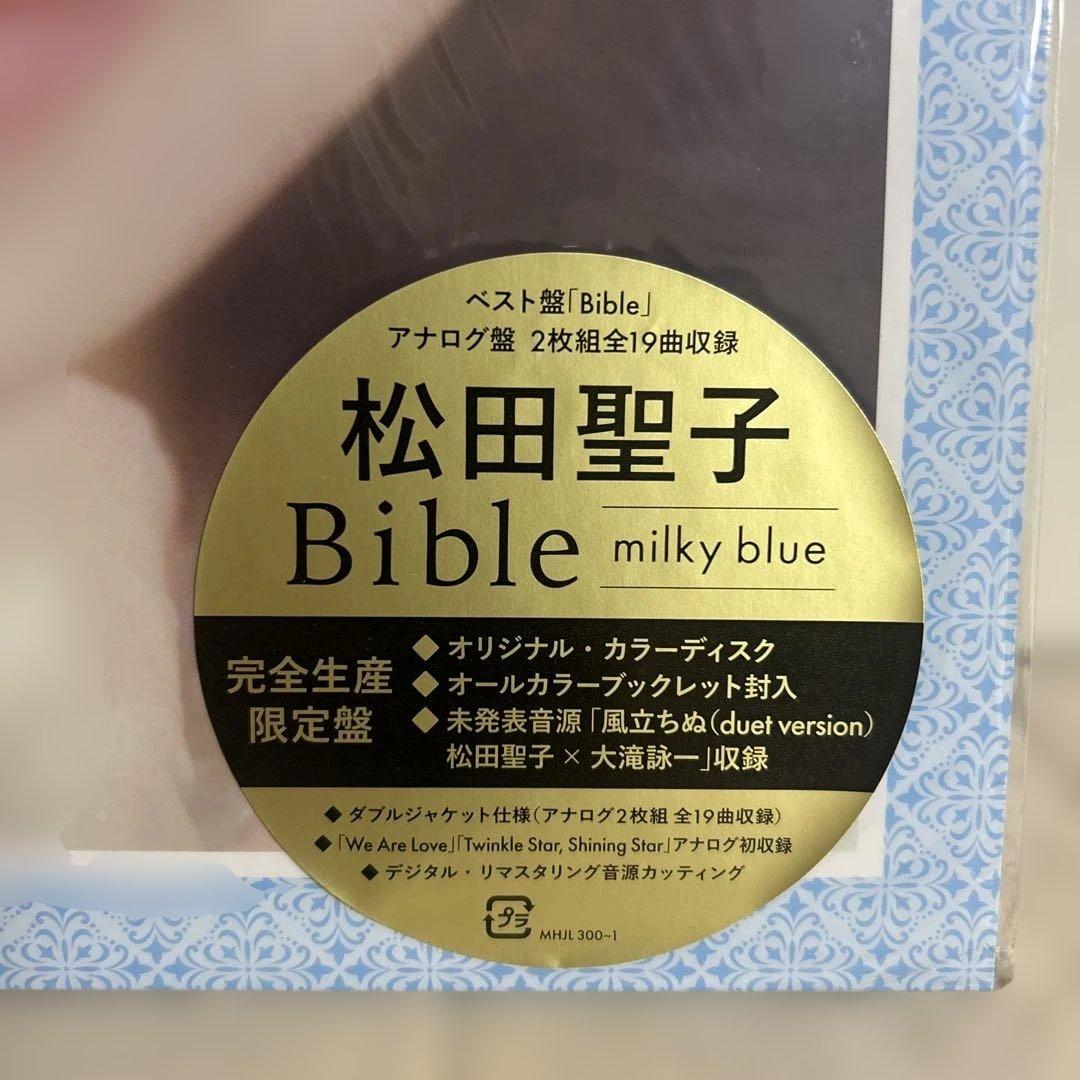 ベスト盤「Bible」
アナログ盤 2枚組全19曲収録
松田聖子
Bible milky blue
完全生産
限定盤
◆ オリジナル・カラーディスク
◆ オールカラーブックレット封入
◆ 未発表音源「風立ちぬ(duet version)
松田聖子×大滝詠一」収録
◆ ダブルジャケット仕様(アナログ2枚組 全19曲収録)
◆「We Are Love」「Twinkle Star, Shining Star」アナログ初収録
◆ デジタル・リマスタリング音源カッティング
プラ
MHJL 300~1